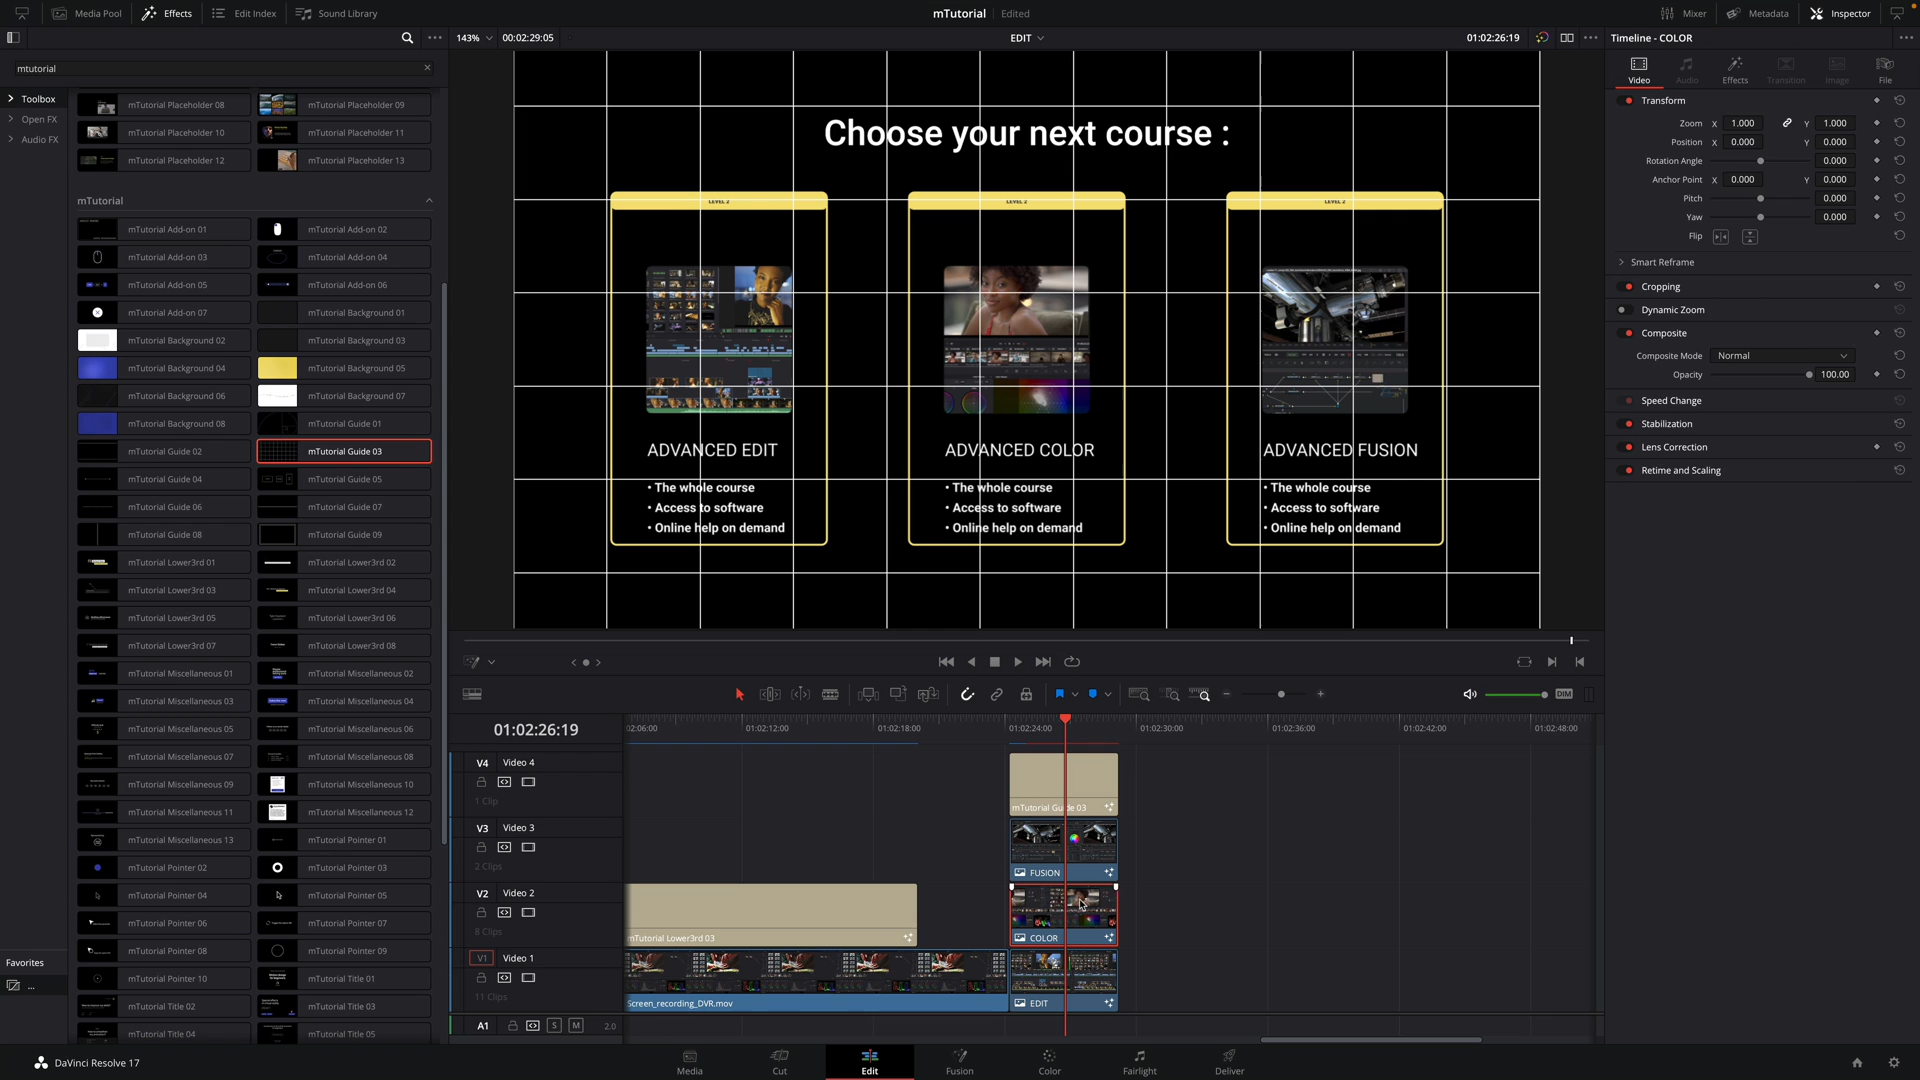 Media Pool
Effects
Edit Index
Sound Library
mTutorial Edited
Mixer
Metadata
Inspector
143%
00:02:29:05
EDIT
01:02:26:19
Timeline - COLOR
mtutorial
Video
Audio
Effects
Transition
Image
File
Toolbox
Open FX
Audio FX
mTutorial Placeholder 08
mTutorial Placeholder 09
mTutorial Placeholder 10
mTutorial Placeholder 11
mTutorial Placeholder 12
mTutorial Placeholder 13
mTutorial
mTutorial Add-on 01
mTutorial Add-on 02
mTutorial Add-on 03
mTutorial Add-on 04
mTutorial Add-on 05
mTutorial Add-on 06
mTutorial Add-on 07
mTutorial Background 01
mTutorial Background 02
mTutorial Background 03
mTutorial Background 04
mTutorial Background 05
mTutorial Background 06
mTutorial Background 07
mTutorial Background 08
mTutorial Guide 01
mTutorial Guide 02
mTutorial Guide 03
mTutorial Guide 04
mTutorial Guide 05
mTutorial Guide 06
mTutorial Guide 07
mTutorial Guide 08
mTutorial Guide 09
mTutorial Lower3rd 01
mTutorial Lower3rd 02
mTutorial Lower3rd 03
mTutorial Lower3rd 04
mTutorial Lower3rd 05
mTutorial Lower3rd 06
mTutorial Lower3rd 07
mTutorial Lower3rd 08
mTutorial Miscellaneous 01
mTutorial Miscellaneous 02
mTutorial Miscellaneous 03
mTutorial Miscellaneous 04
mTutorial Miscellaneous 05
mTutorial Miscellaneous 06
mTutorial Miscellaneous 07
mTutorial Miscellaneous 08
mTutorial Miscellaneous 09
mTutorial Miscellaneous 10
mTutorial Miscellaneous 11
mTutorial Miscellaneous 12
mTutorial Miscellaneous 13
mTutorial Pointer 01
mTutorial Pointer 02
mTutorial Pointer 03
mTutorial Pointer 04
mTutorial Pointer 05
mTutorial Pointer 06
mTutorial Pointer 07
mTutorial Pointer 08
mTutorial Pointer 09
mTutorial Pointer 10
mTutorial Title 01
mTutorial Title 02
mTutorial Title 03
mTutorial Title 04
mTutorial Title 05
Favorites
...
Choose your next course :
LEVEL 2
LEVEL 2
LEVEL 2
ADVANCED EDIT
ADVANCED COLOR
ADVANCED FUSION
• The whole course
• Access to software
• Online help on demand
• The whole course
• Access to software
• Online help on demand
• The whole course
• Access to software
• Online help on demand
Transform
Zoom X 1.000 Y 1.000
Position X 0.000 Y 0.000
Rotation Angle 0.000
Anchor Point X 0.000 Y 0.000
Pitch 0.000
Yaw 0.000
Flip
Smart Reframe
Cropping
Dynamic Zoom
Composite
Composite Mode Normal
Opacity 100.00
Speed Change
Stabilization
Lens Correction
Retime and Scaling
DIM
01:02:26:19
02:06:00
01:02:12:00
01:02:18:00
01:02:24:00
01:02:30:00
01:02:36:00
01:02:42:00
01:02:48:00
V4 Video 4
1 Clip
mTutorial Guide 03
V3 Video 3
2 Clips
FUSION
V2 Video 2
8 Clips
mTutorial Lower3rd 03
COLOR
V1 Video 1
11 Clips
Screen_recording_DVR.mov
EDIT
A1 S M 2.0
DaVinci Resolve 17
Media
Cut
Edit
Fusion
Color
Fairlight
Deliver